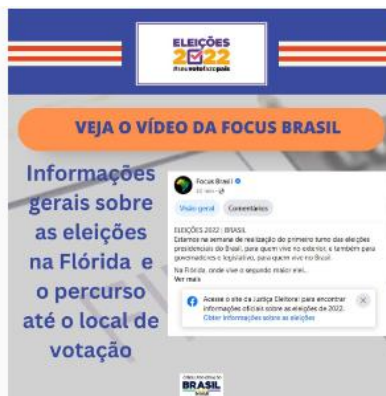 ELEIÇÕES
2022
#seuvotofazopaís
VEJA O VÍDEO DA FOCUS BRASIL
Informações
gerais sobre
as eleições
na Flórida e
o percurso
até o local de
votação
Focus Brasil
Visão geral Comentários
ELEIÇÕES 2022 | BRASIL
Estamos na semana de realização do primeiro turno das eleições
presidenciais do Brasil, para quem vive no exterior, e também para
governadores e legislativo, para quem vive no Brasil.
Na Flórida, onde vive o segundo maior elei...
Ver mais
Acesse o site da Justiça Eleitoral para encontrar
informações oficiais sobre as eleições de 2022.
Obter informações sobre as eleições
BRASIL